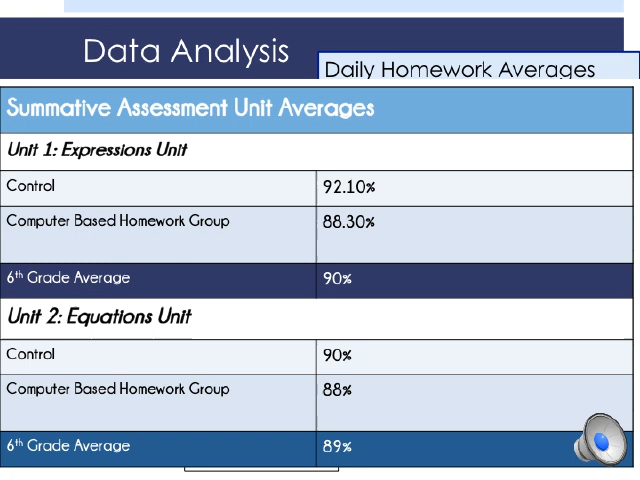 Data Analysis
Daily Homework Averages
Summative Assessment Unit Averages
Unit 1: Expressions Unit
Control 92.10%
Computer Based Homework Group 88.30%
6th Grade Average 90%
Unit 2: Equations Unit
Control 90%
Computer Based Homework Group 88%
6th Grade Average 89%